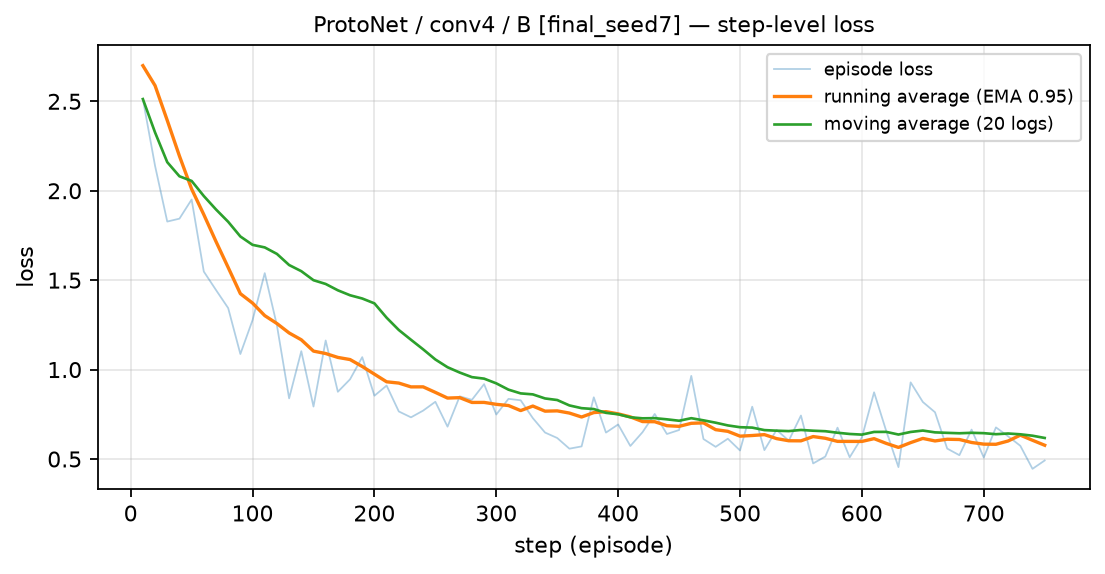 ProtoNet / conv4 / B [final_seed7] — step-level loss
episode loss
running average (EMA 0.95)
moving average (20 logs)
loss
2.5
2.0
1.5
1.0
0.5
0 100 200 300 400 500 600 700
step (episode)